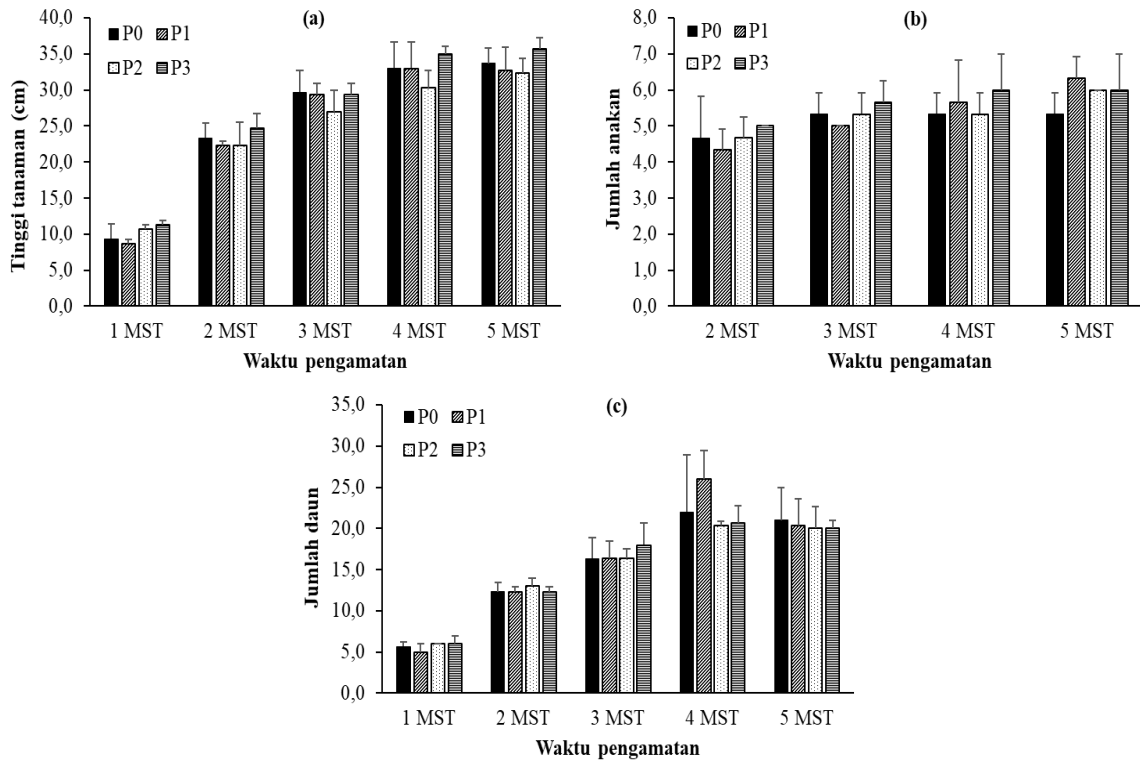 (a)
P0 P1
P2 P3
Tinggi tanaman (cm)
40,0
35,0
30,0
25,0
20,0
15,0
10,0
5,0
0,0
1 MST 2 MST 3 MST 4 MST 5 MST
Waktu pengamatan
(b)
P0 P1
P2 P3
Jumlah anakan
8,0
7,0
6,0
5,0
4,0
3,0
2,0
1,0
0,0
2 MST 3 MST 4 MST 5 MST
Waktu pengamatan
(c)
P0 P1
P2 P3
Jumlah daun
35,0
30,0
25,0
20,0
15,0
10,0
5,0
0,0
1 MST 2 MST 3 MST 4 MST 5 MST
Waktu pengamatan